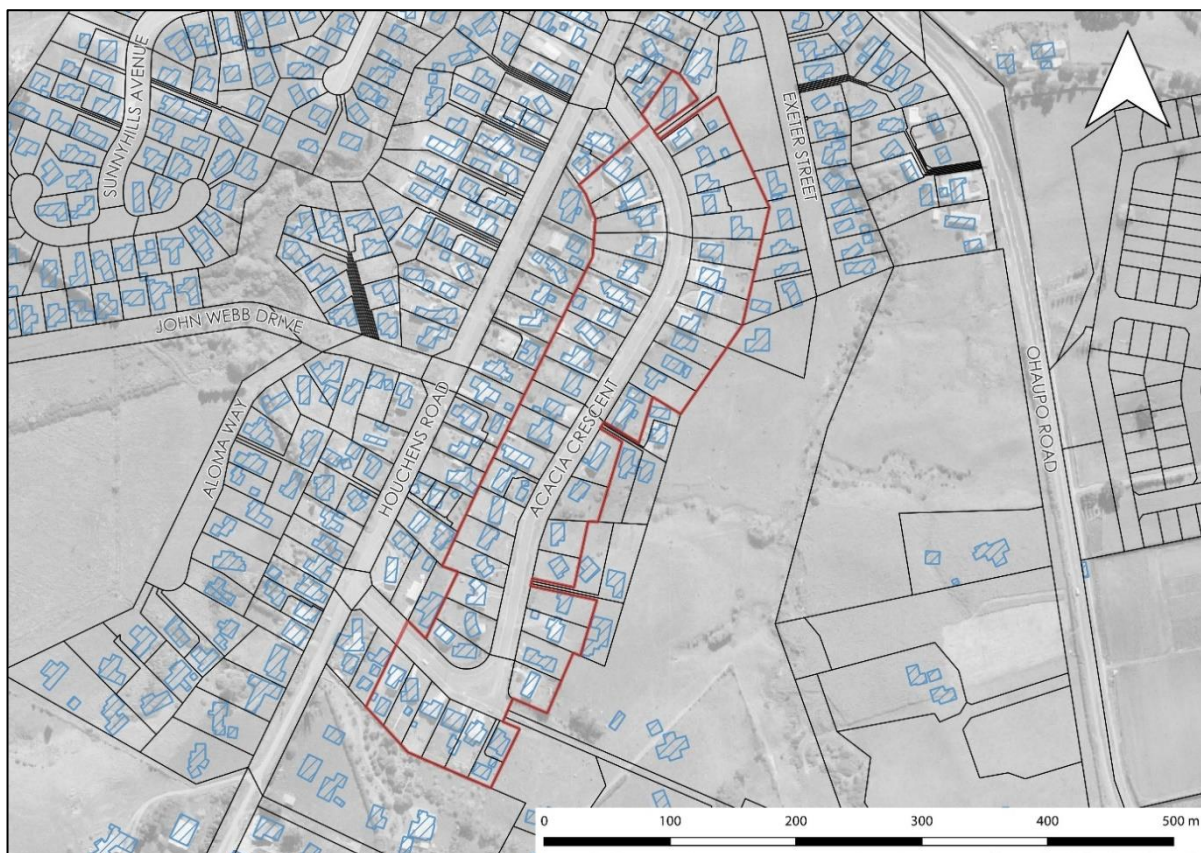 SUNNYHILLS AVENUE
EXETER STREET
JOHN WEBB DRIVE
ALOMA WAY
HOUCHENS ROAD
ACACIA CRESCENT
OHAUPO ROAD
0 100 200 300 400 500 m